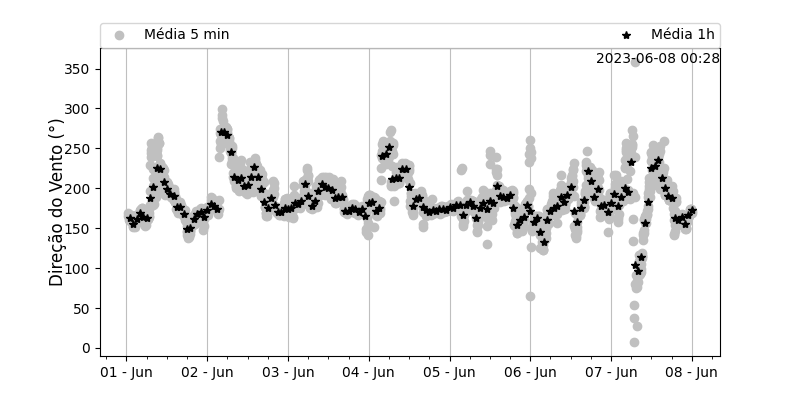 Média 5 min
Média 1h
2023-06-08 00:28
Direção do Vento (°)
350
300
250
200
150
100
50
0
01 - Jun
02 - Jun
03 - Jun
04 - Jun
05 - Jun
06 - Jun
07 - Jun
08 - Jun